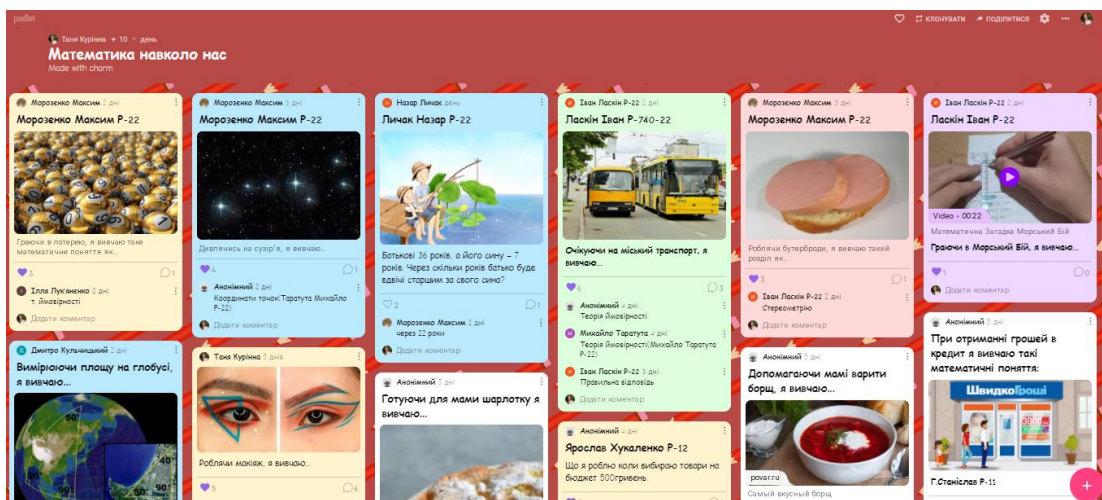 padlet
КЛОНУВАТИ
ПОДІЛИТИСЯ
Таня Курінна + 10 • день
Математика навколо нас
Made with charm
Морозенко Максим 2 дні
Морозенко Максим Р-22
Граючи в лотерею, я вивчаю таке
математичне поняття як…
3
1
Ілля Лук'яненко 2 дні
т. ймовірності
Додати коментар
Дмитро Кульчицький 2 дні
Вимірюючи площу на глобусі,
я вивчаю...
50°
40°
90°
Морозенко Максим 3 дні
Морозенко Максим Р-22
Дивлячись на сузір'я, я вивчаю...
4
1
Анонімний 2 дні
Координати точок(Таратута Михайло
Р-22)
Додати коментар
Таня Курінна 5 днів
Роблячи макіяж, я вивчаю...
5
6
Назар Личак день
Личак Назар Р-22
Батькові 36 років, а його сину – 7
років. Через скільки років батько буде
вдвічі старшим за свого сина?
2
1
Морозенко Максим 2 дні
через 22 роки
Додати коментар
Анонімний 3 дні
Готуючи для мами шарлотку я
вивчаю...
Іван Ласкін Р-22 2 дні
Ласкін Іван Р-740-22
Очікуючи на міський транспорт, я
вивчаю...
6
3
Анонімний 4 дні
Теорія ймовірності
Михайло Таратута 4 дні
Теорія ймовірності(Михайло Таратута
Р-22)
Іван Ласкін Р-22 3 дні
Правильна відповідь
Додати коментар
Анонімний 4 дні
Ярослав Хукаленко Р-12
Що я роблю коли вибираю товари на
бюджет 500гривень
Морозенко Максим 2 дні
Морозенко Максим Р-22
Роблячи бутерброди, я вивчаю такий
розділ як...
3
1
Іван Ласкін Р-22 2 дні
Стереометрію
Додати коментар
Анонімний 3 дні
Допомагаючи мамі варити
борщ, я вивчаю...
povar.ru
Самый вкусный борщ
Іван Ласкін Р-22 2 дні
Ласкін Іван Р-22
Video - 00:22
Математична Загадка Морський Бій
Граючи в Морський Бій, я вивчаю...
1
0
Додати коментар
Анонімний 5 дні
При отриманні грошей в
кредит я вивчаю такі
математичні поняття:
ШвидкоГроші
Г.Станіслав Р-11